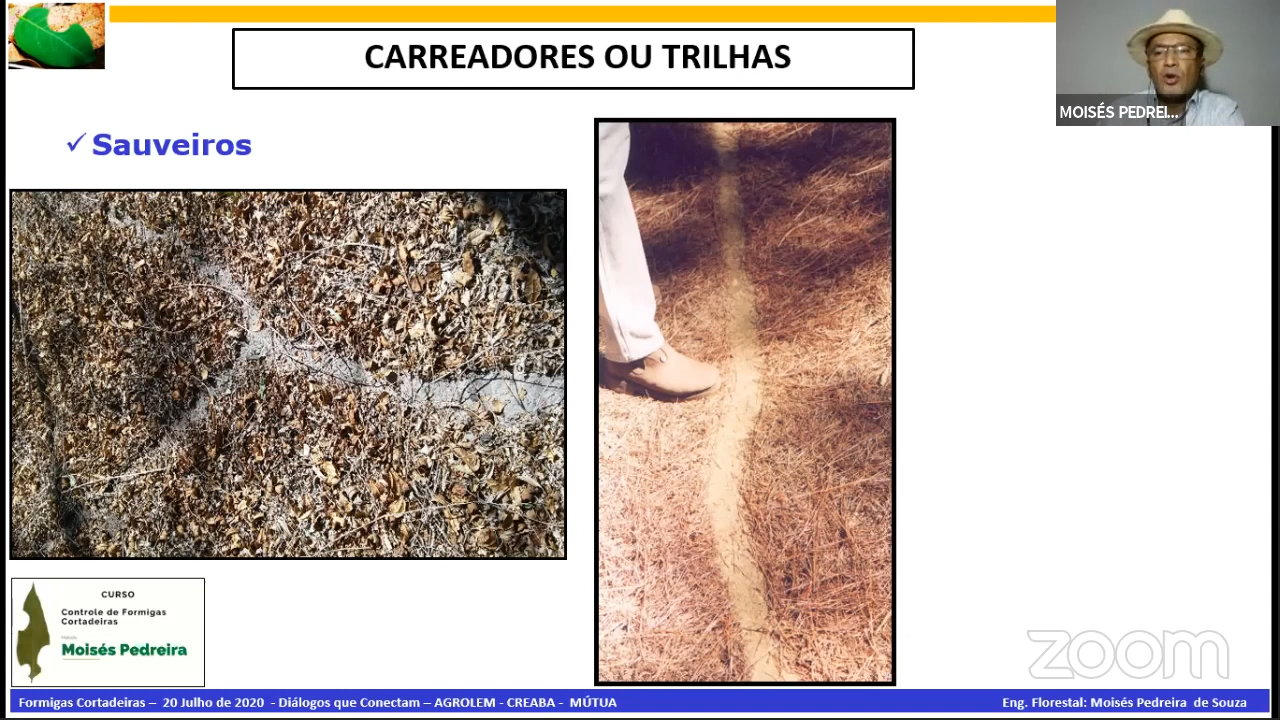 CARREADORES OU TRILHAS
MOISÉS PEDREI...
✓ Sauveiros
CURSO
Controle de Formigas
Cortadeiras
Moisés Pedreira
zoom
Formigas Cortadeiras – 20 Julho de 2020 - Diálogos que Conectam – AGROLEM - CREABA - MÚTUA
Eng. Florestal: Moisés Pedreira de Souza